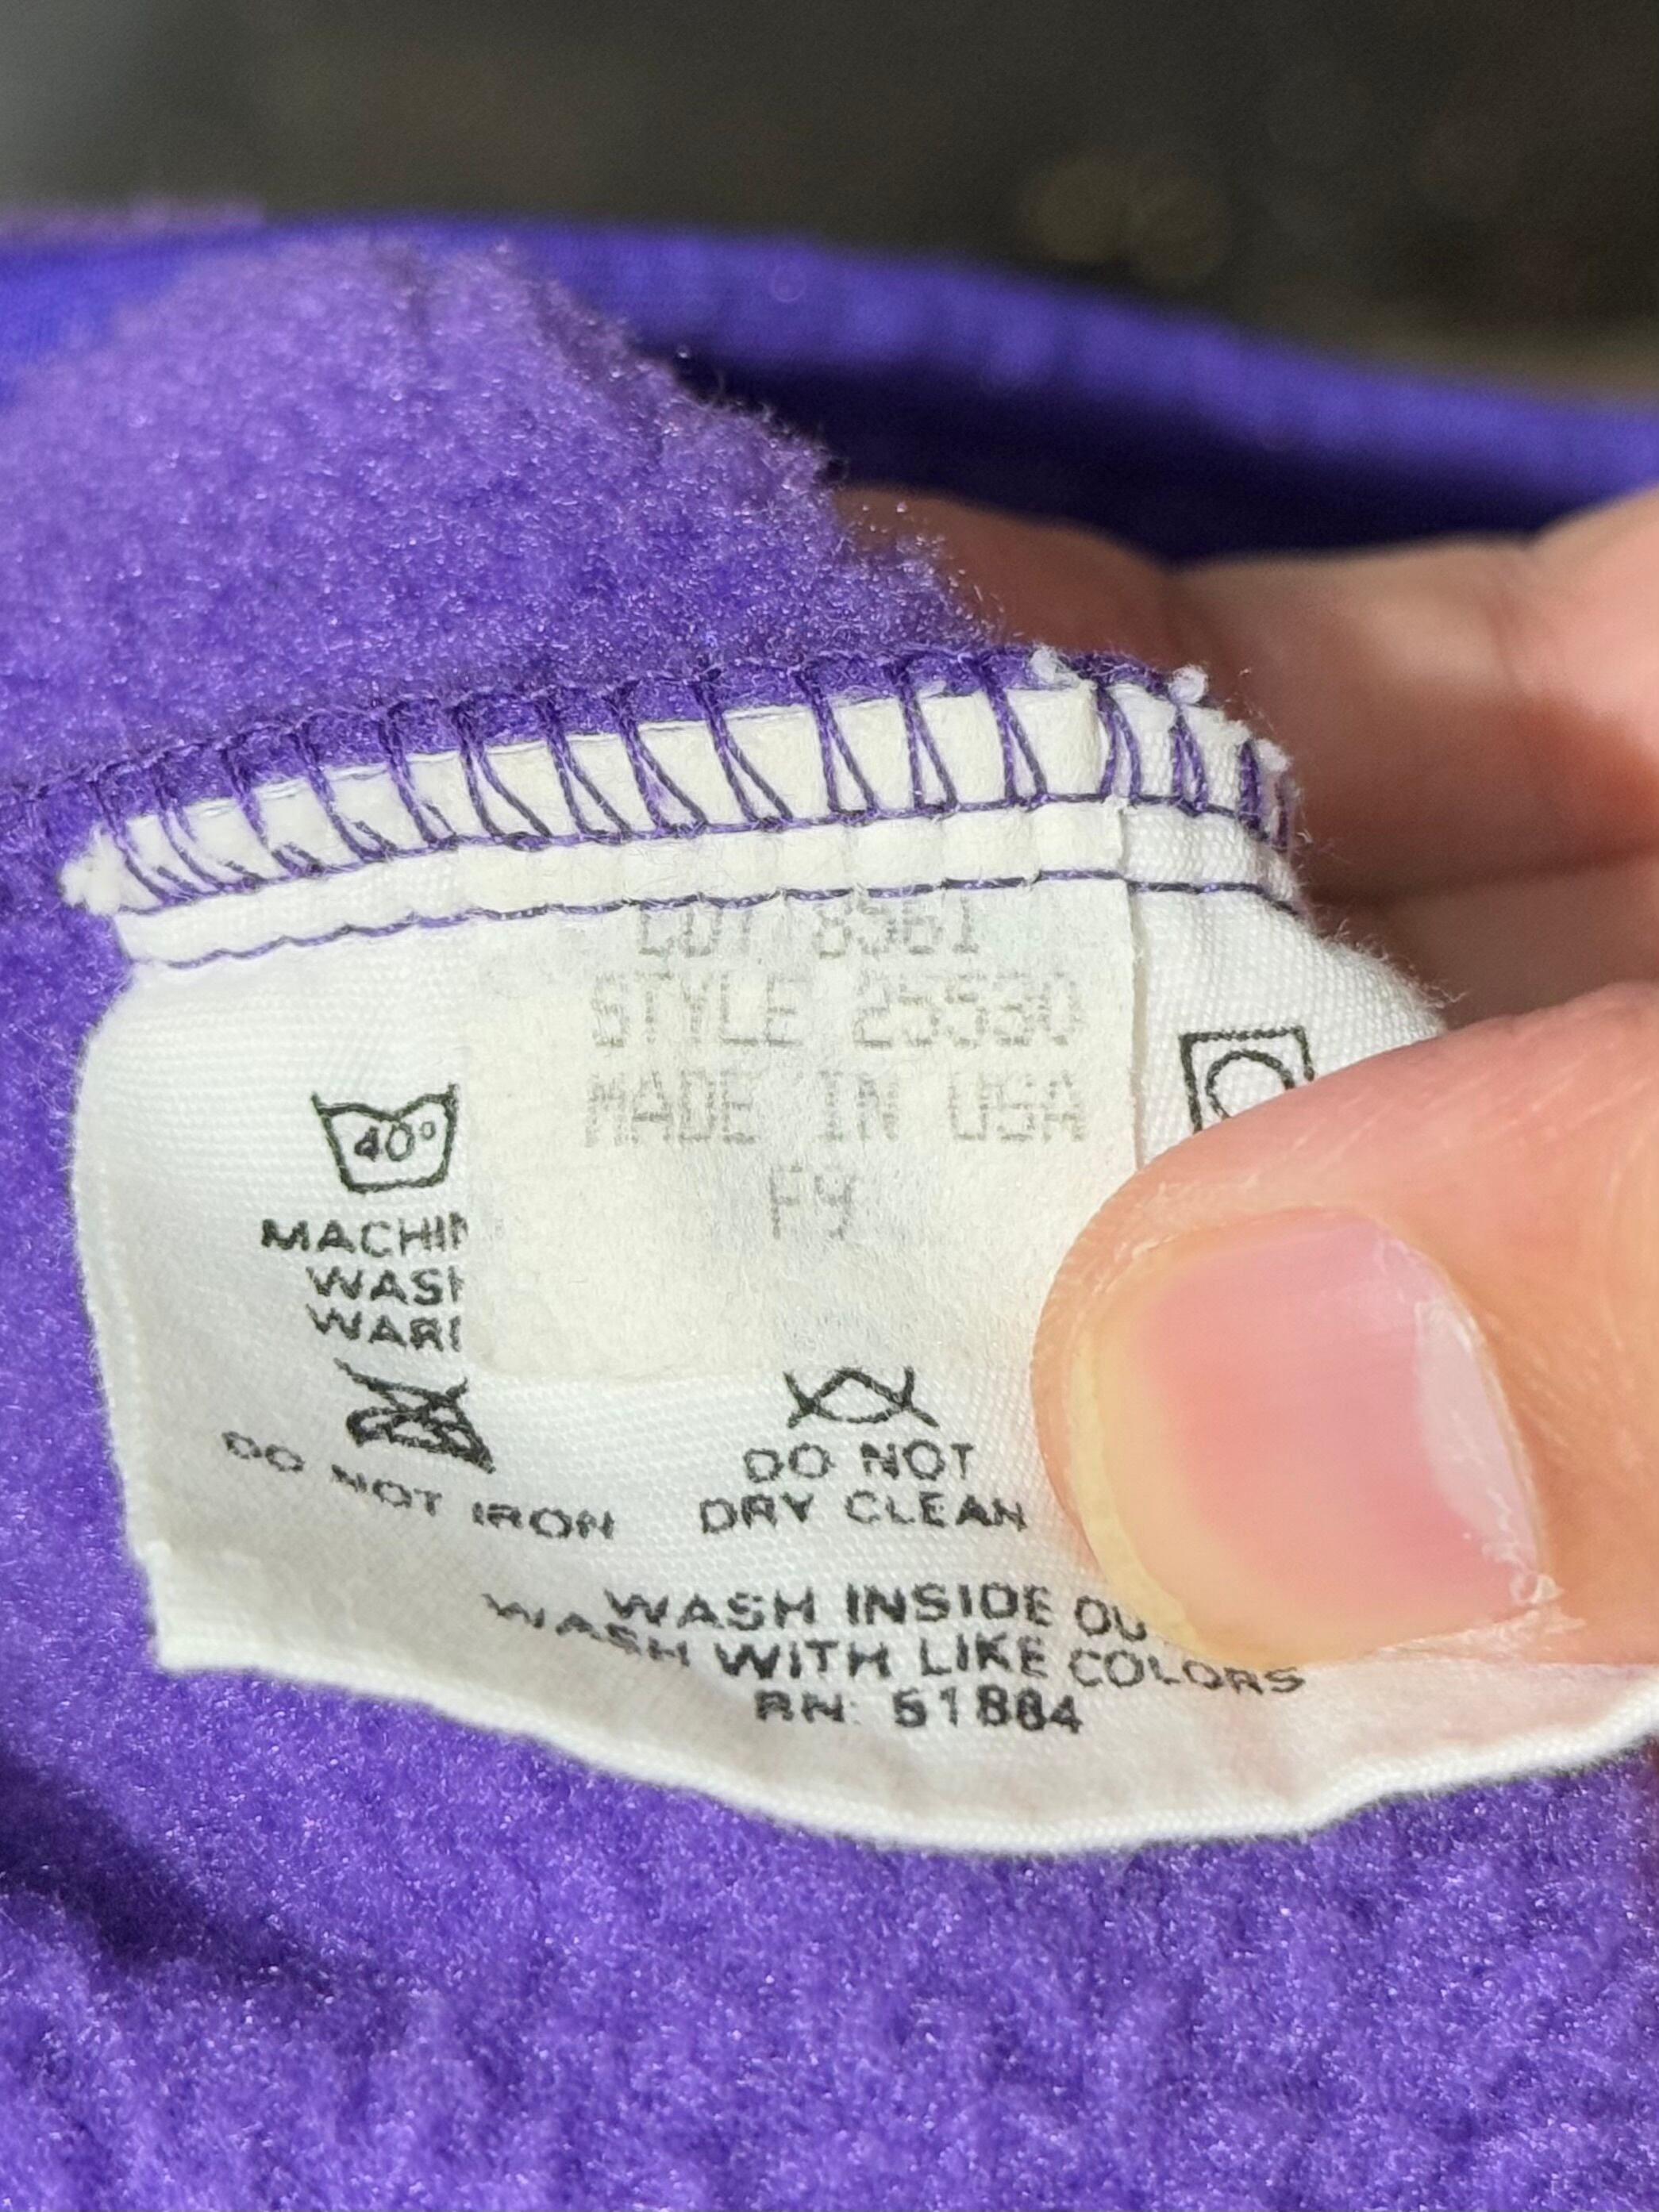 LOT 8561
STYLE 25530
MADE IN USA
F9
40°
MACHIN
WASH
WARM
DO NOT IRON
DO NOT
DRY CLEAN
WASH INSIDE OU
WASH WITH LIKE COLORS
RN: 51884